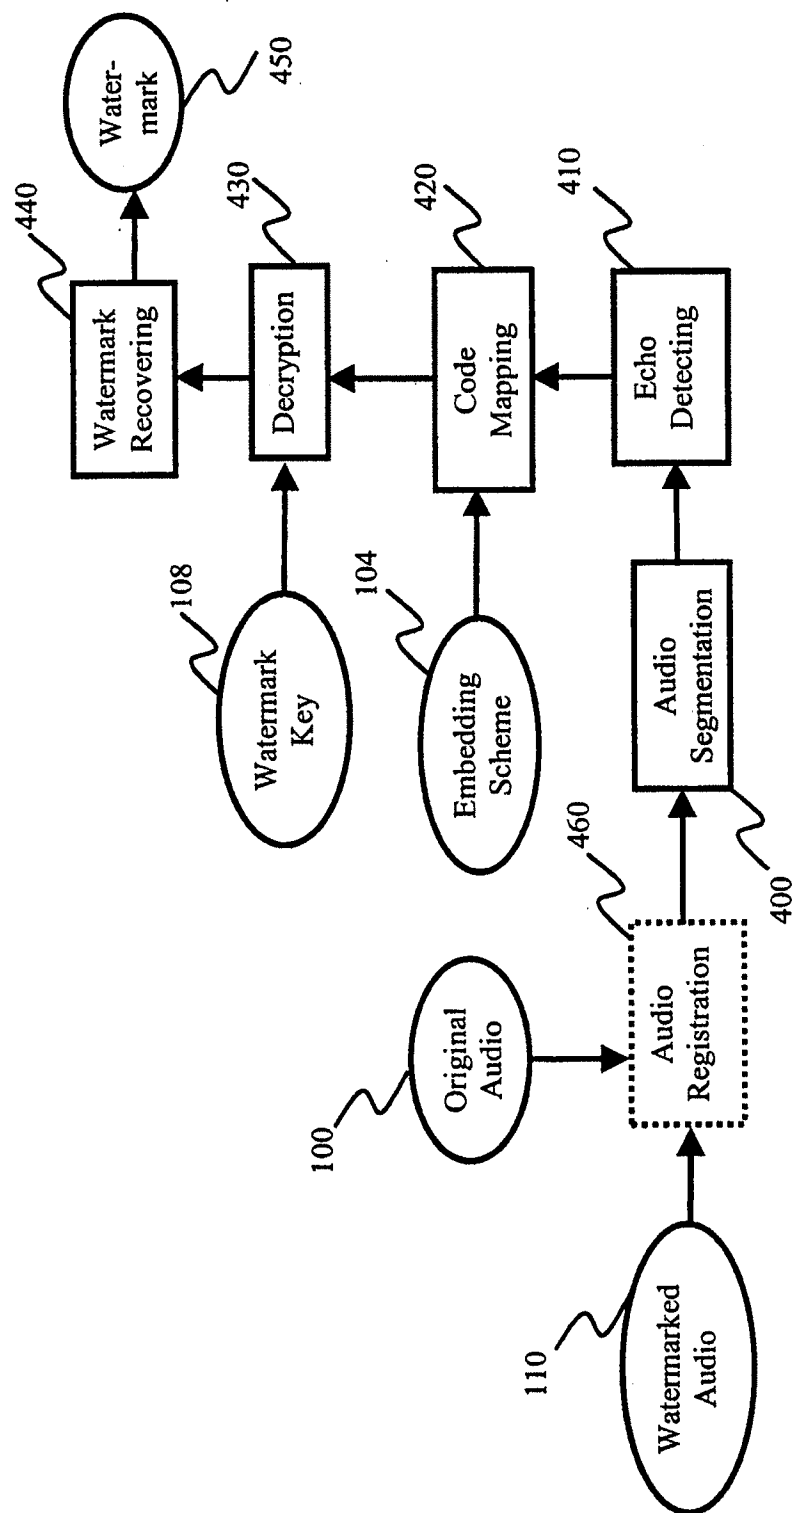 110
Watermarked
Audio
100
Original
Audio
460
Audio
Registration
400
Audio
Segmentation
410
Echo
Detecting
104
Embedding
Scheme
420
Code
Mapping
108
Watermark
Key
430
Decryption
440
Watermark
Recovering
450
Water-
mark